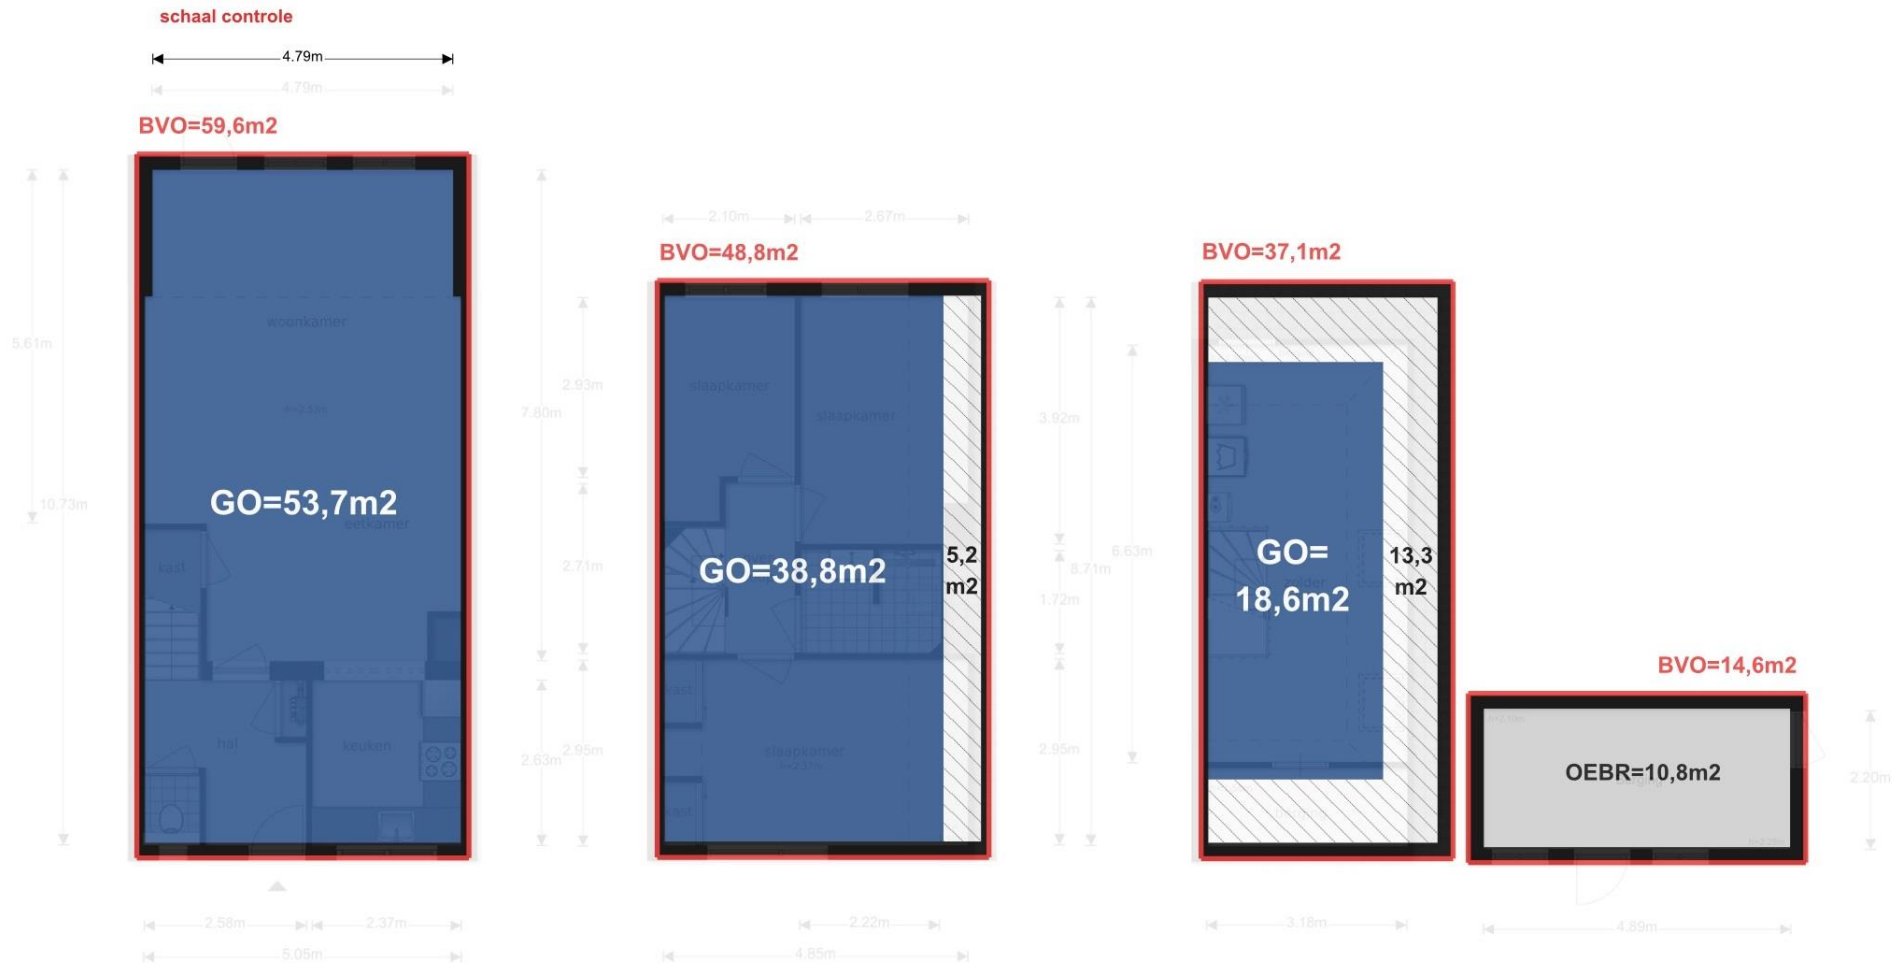 schaal controle
4.79m
4.79m
BVO=59,6m2
5.61m
10.73m
woonkamer
h=2.59m
GO=53,7m2
eetkamer
kast
hal
keuken
2.58m
2.37m
5.05m
7.80m
2.63m
2.93m
2.71m
2.95m
2.10m
2.67m
BVO=48,8m2
slaapkamer
slaapkamer
GO=38,8m2
5,2
m2
kast
slaapkamer
kast
2.22m
4.85m
3.92m
1.72m
2.95m
8.71m
6.63m
BVO=37,1m2
GO=
18,6m2
zolder
13,3
m2
berging
3.18m
BVO=14,6m2
OEBR=10,8m2
2.20m
4.89m